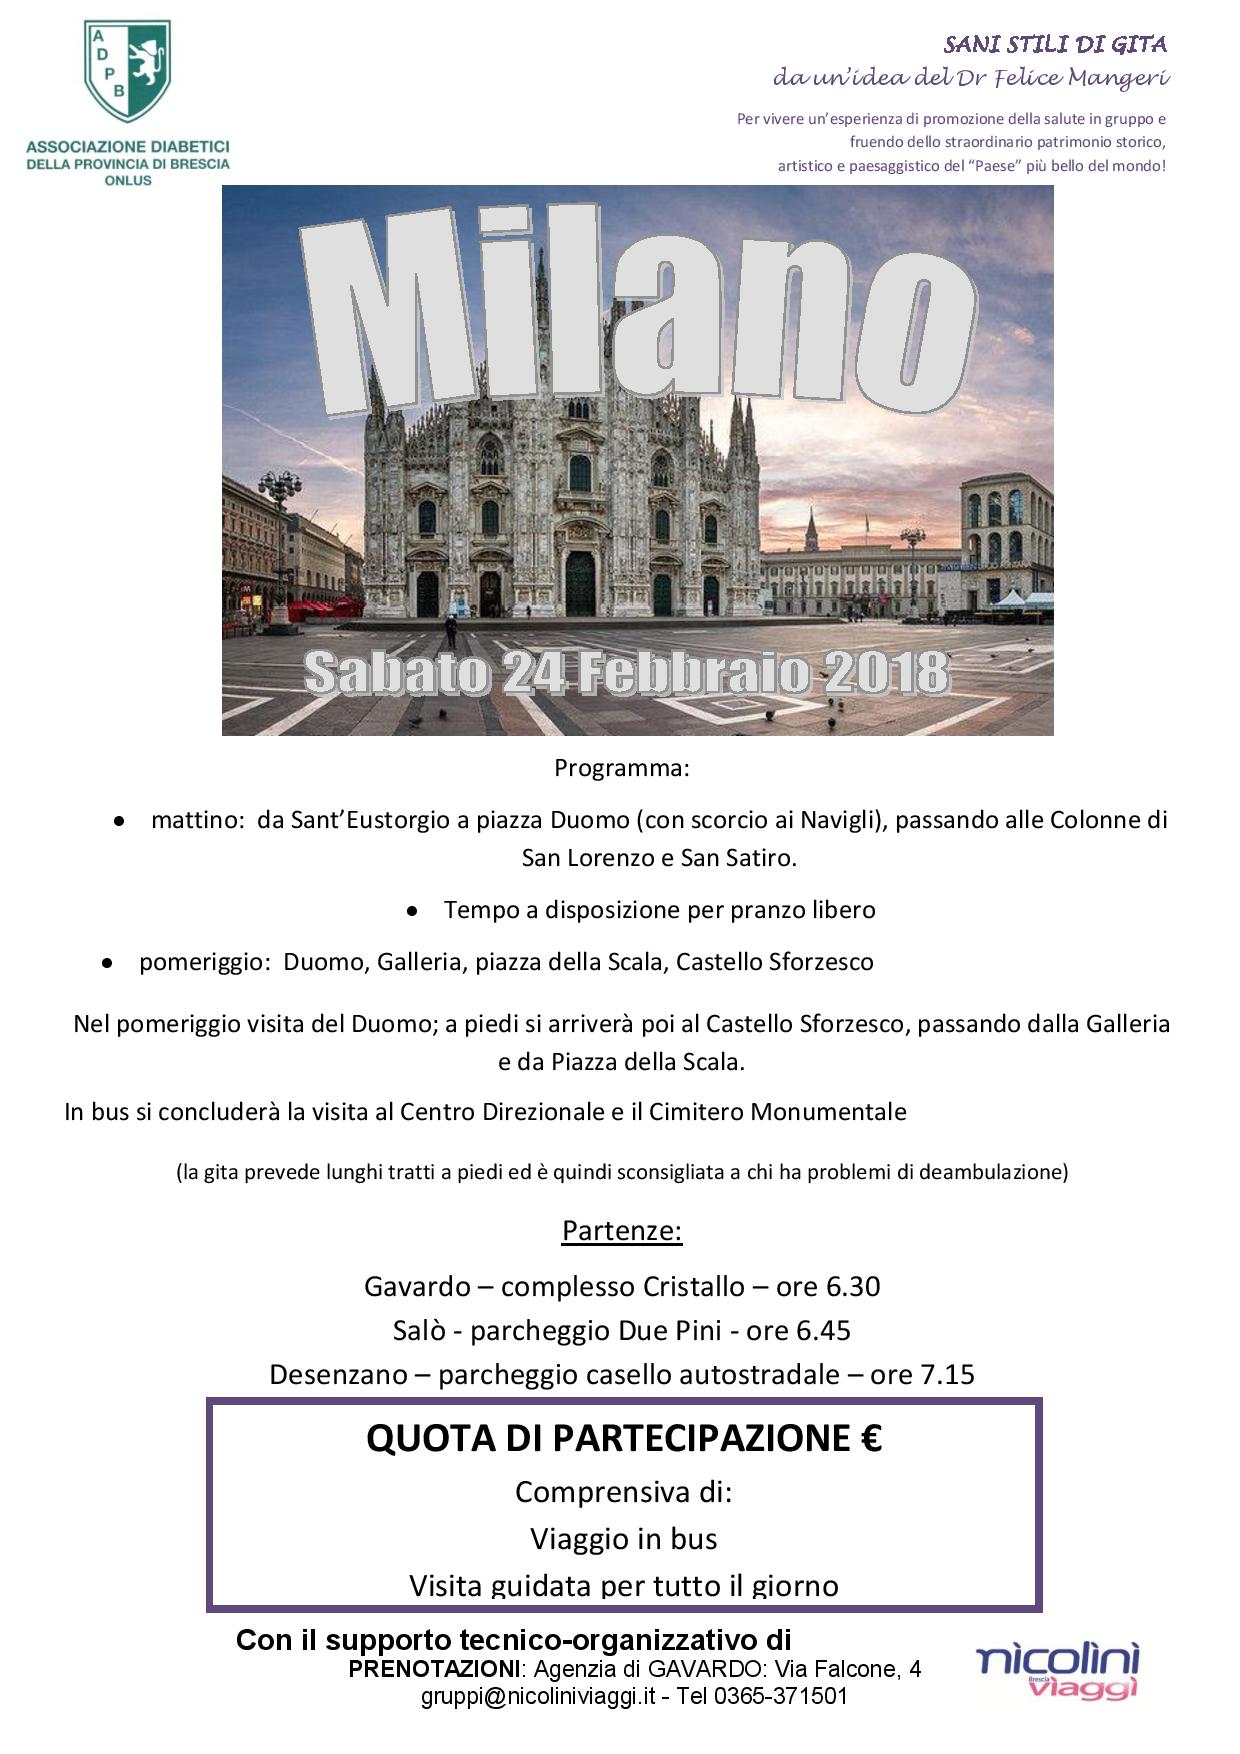 A
D
P
B
ASSOCIAZIONE DIABETICI
DELLA PROVINCIA DI BRESCIA
ONLUS
SANI STILI DI GITA
da un'idea del Dr Felice Mangeri
Per vivere un'esperienza di promozione della salute in gruppo e
fruendo dello straordinario patrimonio storico,
artistico e paesaggistico del "Paese" più bello del mondo!
Milano
Sabato 24 Febbraio 2018
Programma:
• mattino: da Sant'Eustorgio a piazza Duomo (con scorcio ai Navigli), passando alle Colonne di
San Lorenzo e San Satiro.
• Tempo a disposizione per pranzo libero
• pomeriggio: Duomo, Galleria, piazza della Scala, Castello Sforzesco
Nel pomeriggio visita del Duomo; a piedi si arriverà poi al Castello Sforzesco, passando dalla Galleria
e da Piazza della Scala.
In bus si concluderà la visita al Centro Direzionale e il Cimitero Monumentale
(la gita prevede lunghi tratti a piedi ed è quindi sconsigliata a chi ha problemi di deambulazione)
Partenze:
Gavardo – complesso Cristallo – ore 6.30
Salò - parcheggio Due Pini - ore 6.45
Desenzano – parcheggio casello autostradale – ore 7.15
QUOTA DI PARTECIPAZIONE €
Comprensiva di:
Viaggio in bus
Visita guidata per tutto il giorno
Con il supporto tecnico-organizzativo di
PRENOTAZIONI: Agenzia di GAVARDO: Via Falcone, 4
gruppi@nicoliniviaggi.it - Tel 0365-371501
nicolini
Brescia
viaggi